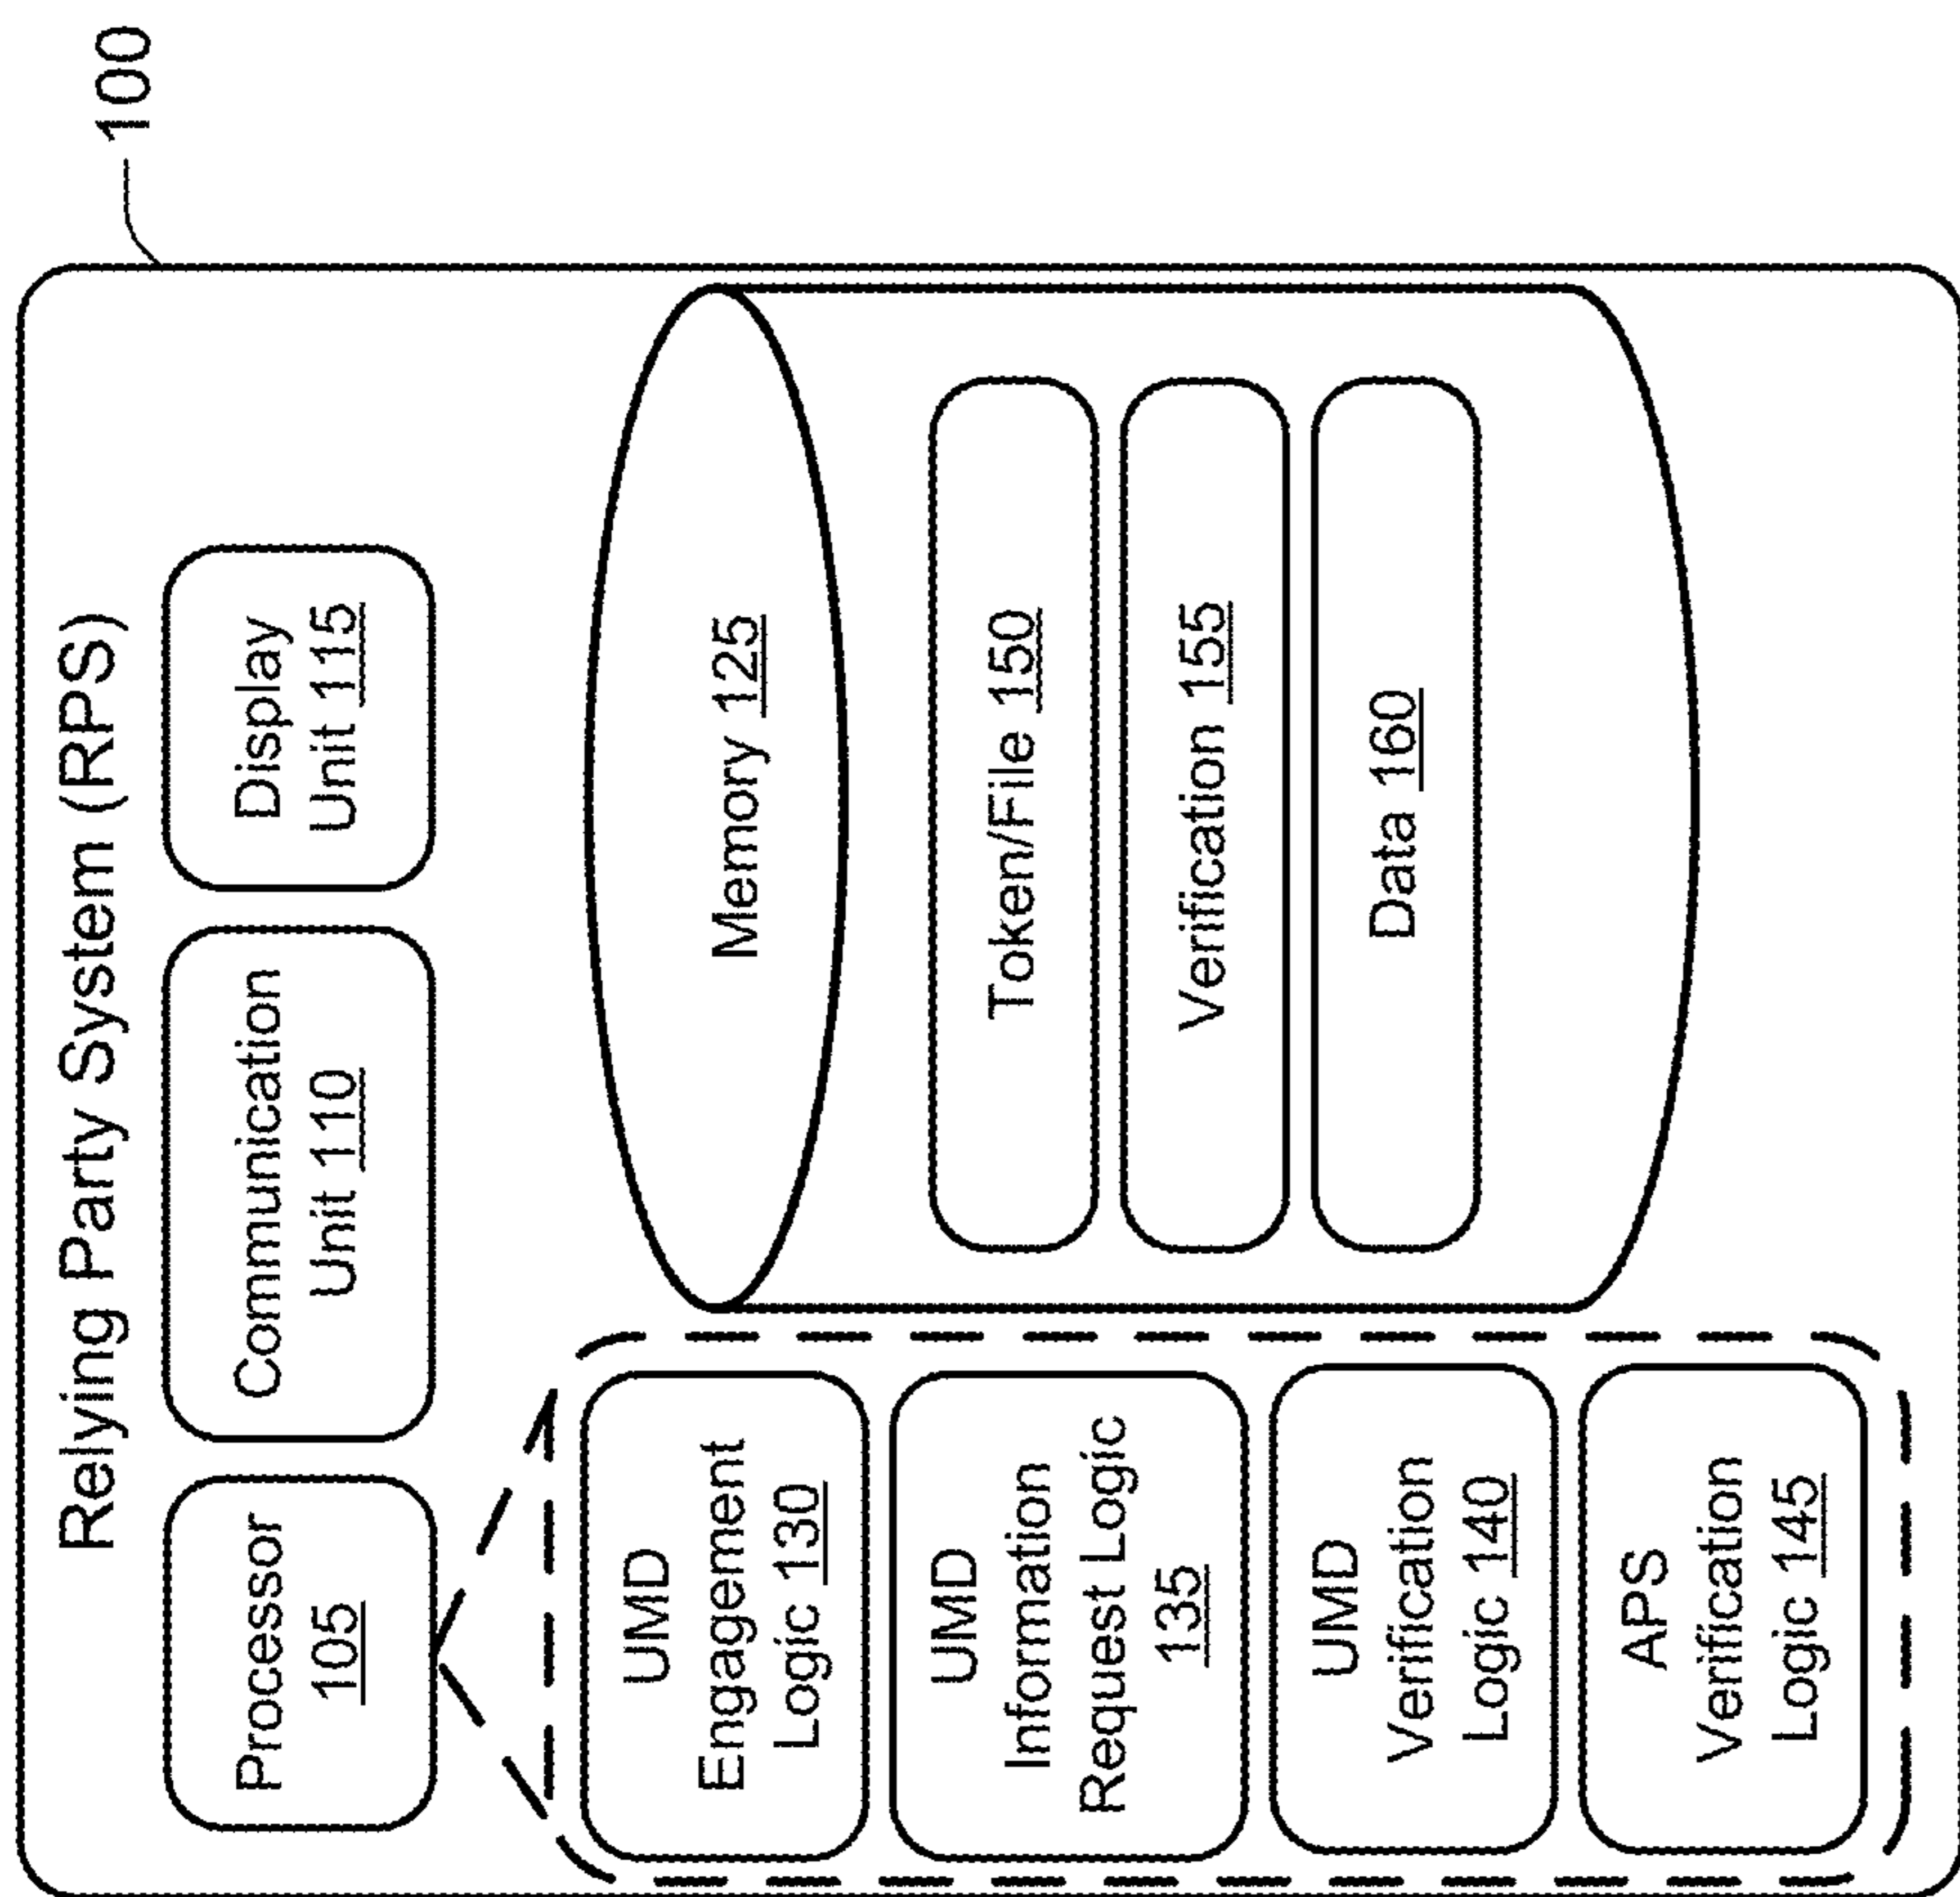 100
Relying Party System (RPS)
Processor
105
Communication
Unit 110
Display
Unit 115
UMD
Engagement
Logic 130
UMD
Information
Request Logic
135
UMD
Verification
Logic 140
APS
Verification
Logic 145
Memory 125
Token/File 150
Verification 155
Data 160